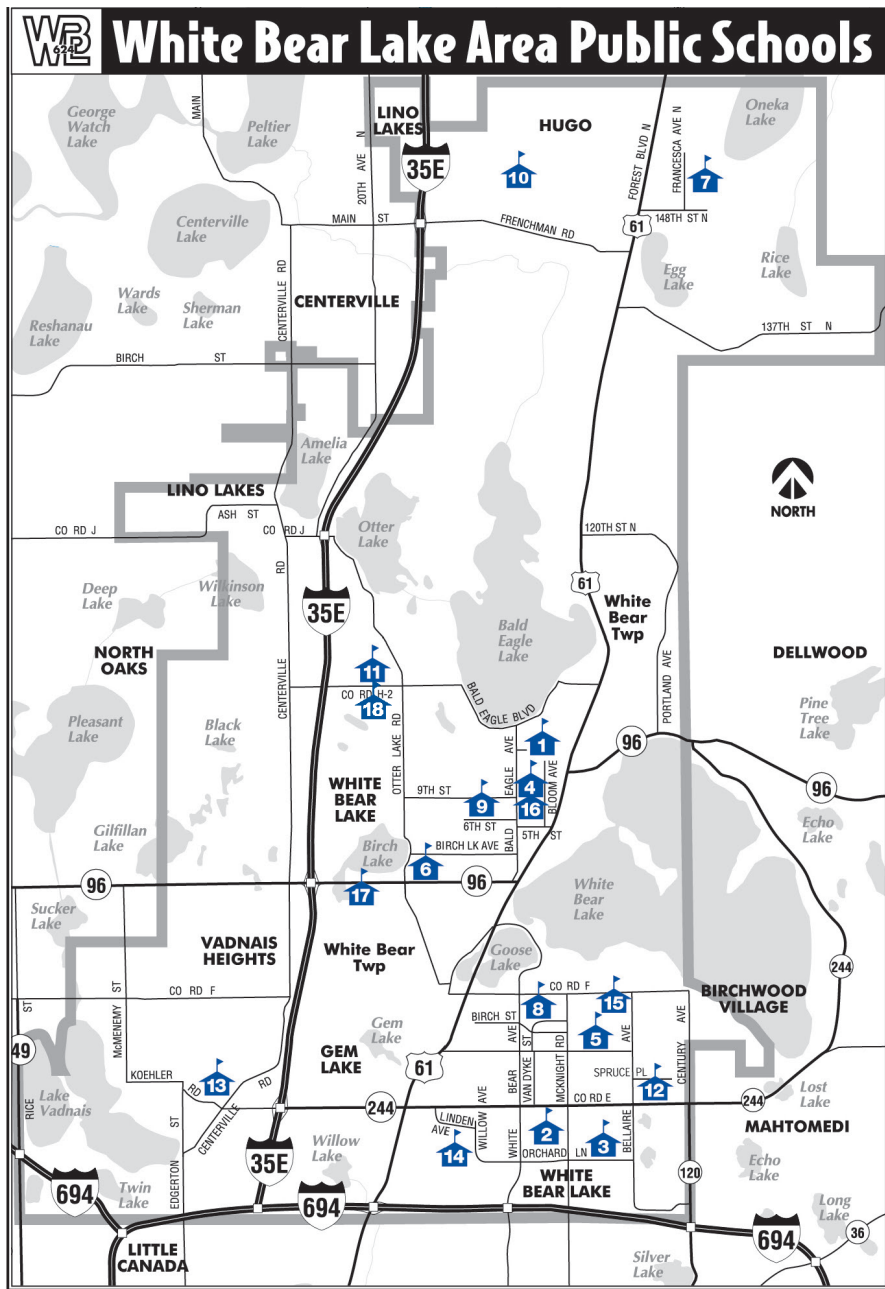 WBL
624
White Bear Lake Area Public Schools
George
Watch
Lake
MAIN
Peltier
Lake
20TH AVE N
LINO
LAKES
35E
HUGO
10
FOREST BLVD N
FRANCESCA AVE N
7
Oneka
Lake
148TH ST N
61
MAIN ST
FRENCHMAN RD
Centerville
Lake
Egg
Lake
Rice
Lake
CENTERVILLE RD
Wards
Lake
Sherman
Lake
CENTERVILLE
Reshanau
Lake
137TH ST N
BIRCH ST
Amelia
Lake
LINO LAKES
ASH ST
CO RD J
CO RD J
Otter
Lake
NORTH
120TH ST N
CENTERVILLE RD
Deep
Lake
Wilkinson
Lake
35E
61
White
Bear
Twp
Bald
Eagle
Lake
NORTH
OAKS
11
CO RD H-2
18
DELLWOOD
PORTLAND AVE
Pleasant
Lake
Black
Lake
OTTER LAKE RD
BALD EAGLE BLVD
Pine
Tree
Lake
1
96
WHITE
BEAR
LAKE
9TH ST
9
BALD EAGLE AVE
4
16
BLOOM AVE
96
6TH ST
5TH ST
Gilfillan
Lake
Birch
Lake
BIRCH LK AVE
6
Echo
Lake
96
17
96
Sucker
Lake
White
Bear
Lake
VADNAIS
HEIGHTS
White Bear
Twp
Goose
Lake
244
McMENEMY ST
CO RD F
CO RD F
8
15
BIRCHWOOD
VILLAGE
BIRCH ST
5
49
RICE ST
Gem
Lake
GEM
LAKE
61
KOEHLER RD
13
CENTERVILLE RD
WHITE BEAR AVE
VAN DYKE ST
MCKNIGHT RD
BELLAIRE AVE
SPRUCE PL
12
CENTURY AVE
Lake
Vadnais
244
CO RD E
244
Lost
Lake
LINDEN AVE
WILLOW AVE
14
2
3
ORCHARD LN
MAHTOMEDI
EDGERTON ST
Willow
Lake
35E
WHITE
BEAR LAKE
120
Echo
Lake
694
Twin
Lake
694
Long
Lake
694
36
LITTLE
CANADA
Silver
Lake